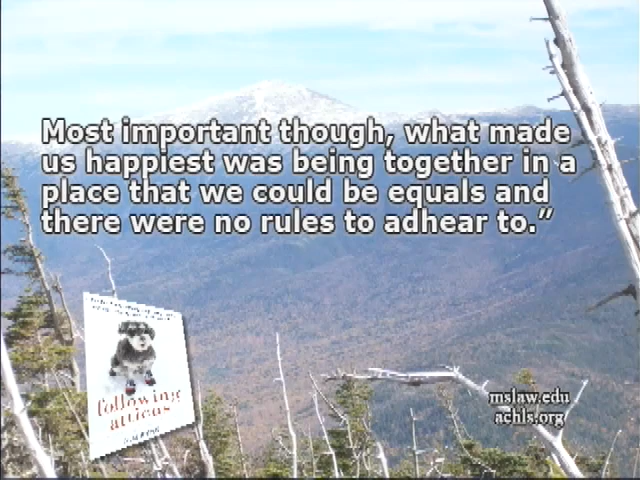 Most important though, what made
us happiest was being together in a
place that we could be equals and
there were no rules to adhear to.”
following
atticus
mslaw.edu
achls.org